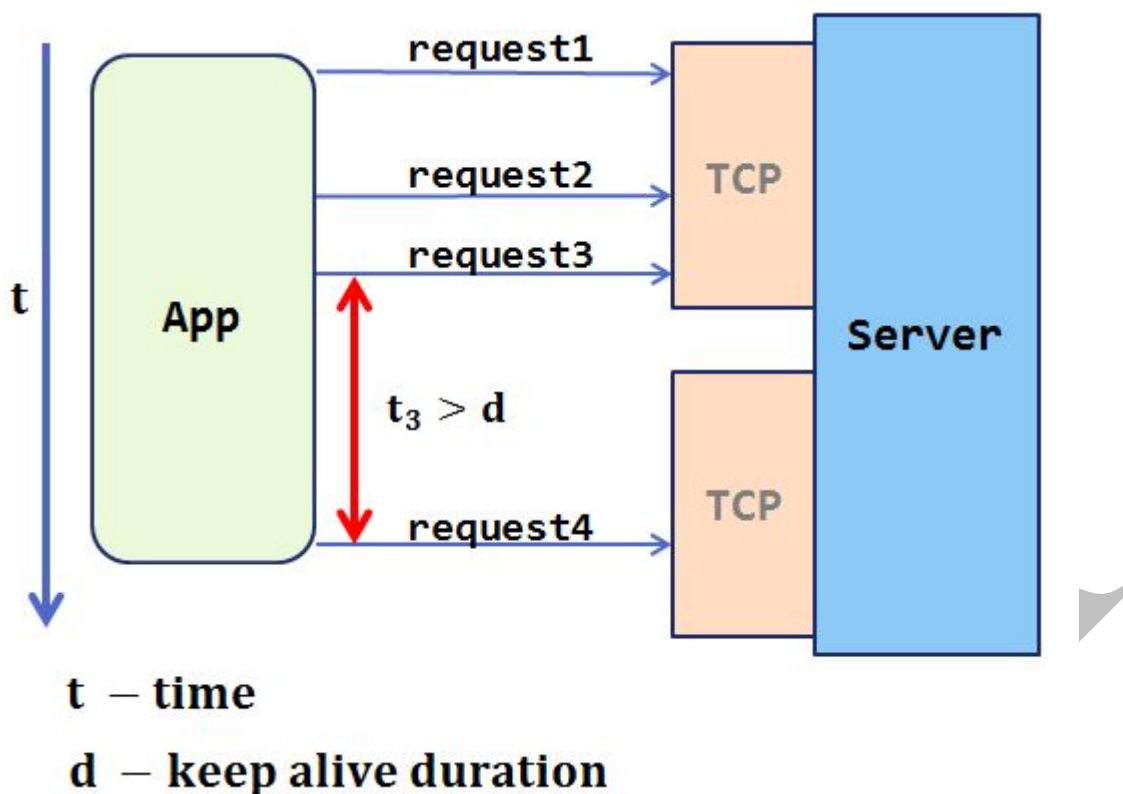 request1
request2
TCP
request3
t
App
Server
t₃ > d
TCP
request4
t – time
d – keep alive duration